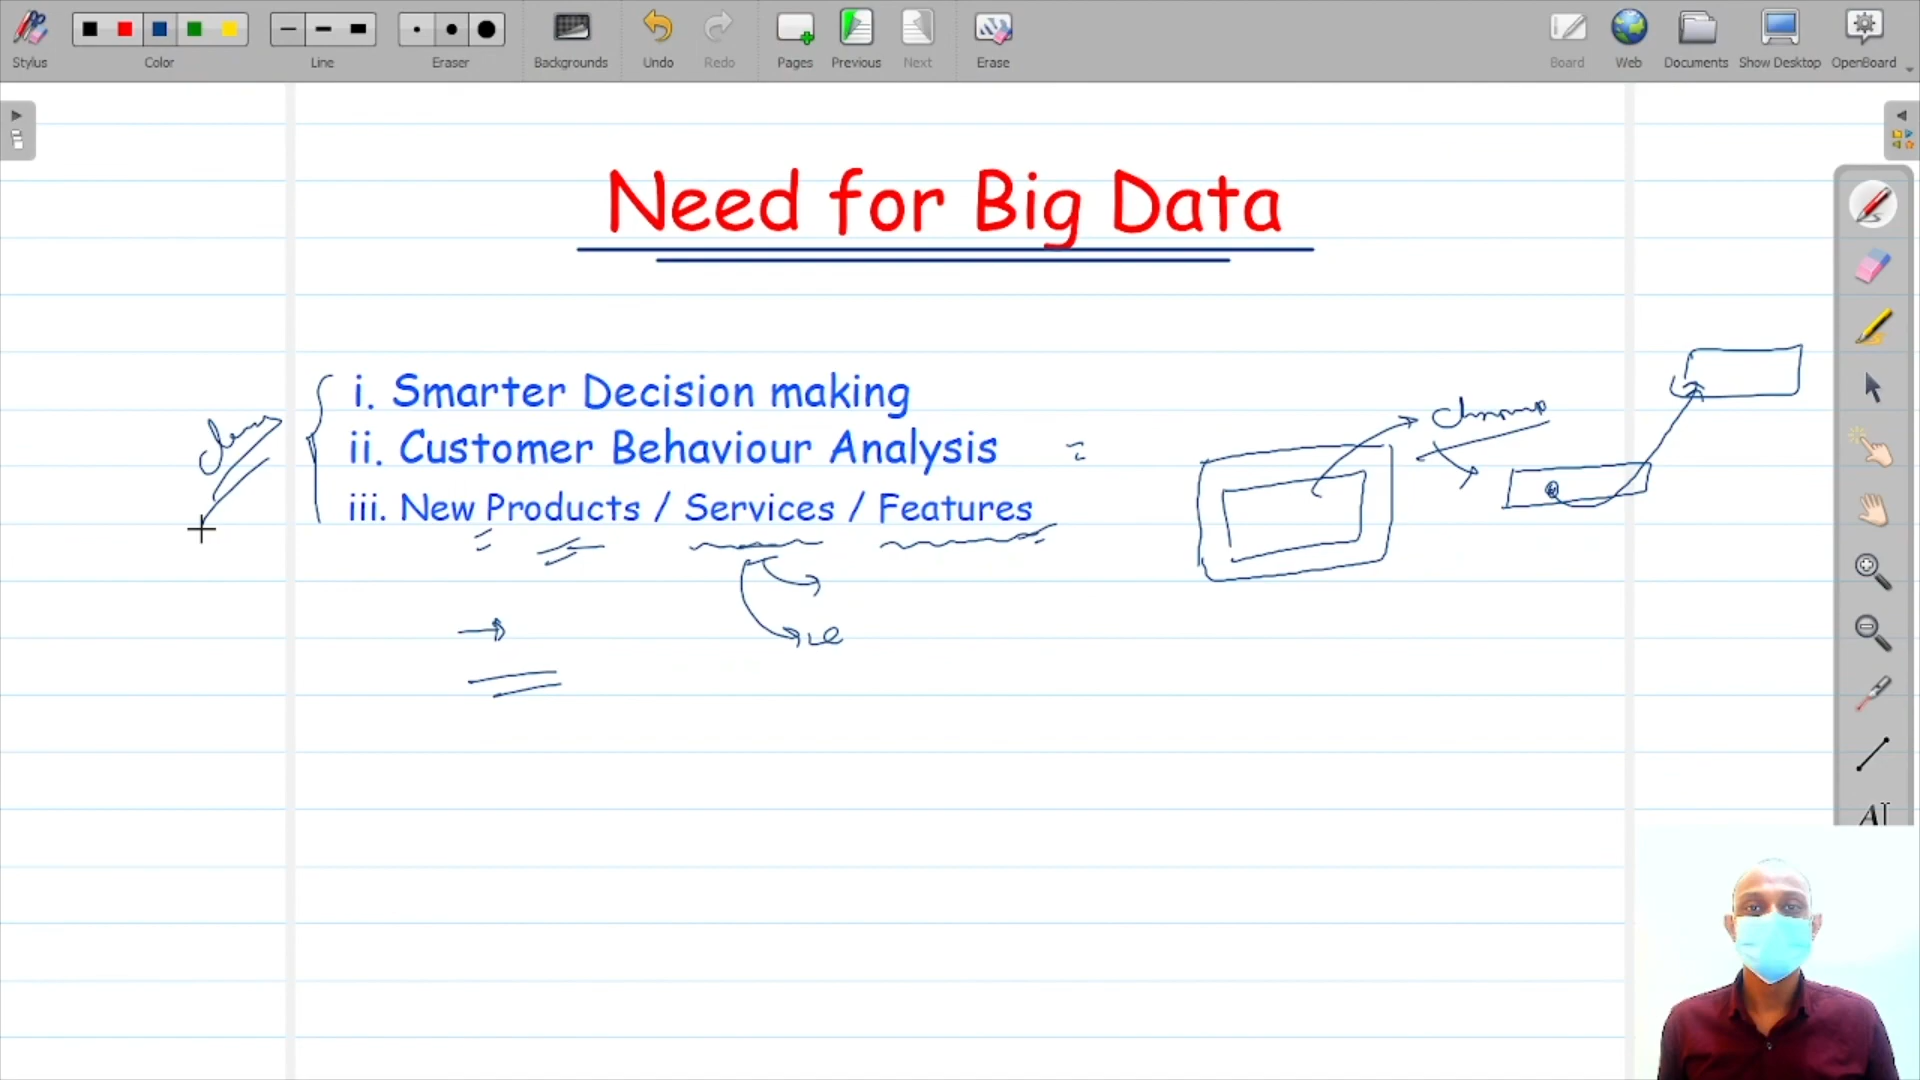 Stylus
Color
Line
Eraser
Backgrounds
Undo
Redo
Pages
Previous
Next
Erase
Board
Web
Documents
Show Desktop
OpenBoard
Need for Big Data
i. Smarter Decision making
ii. Customer Behaviour Analysis
iii. New Products / Services / Features